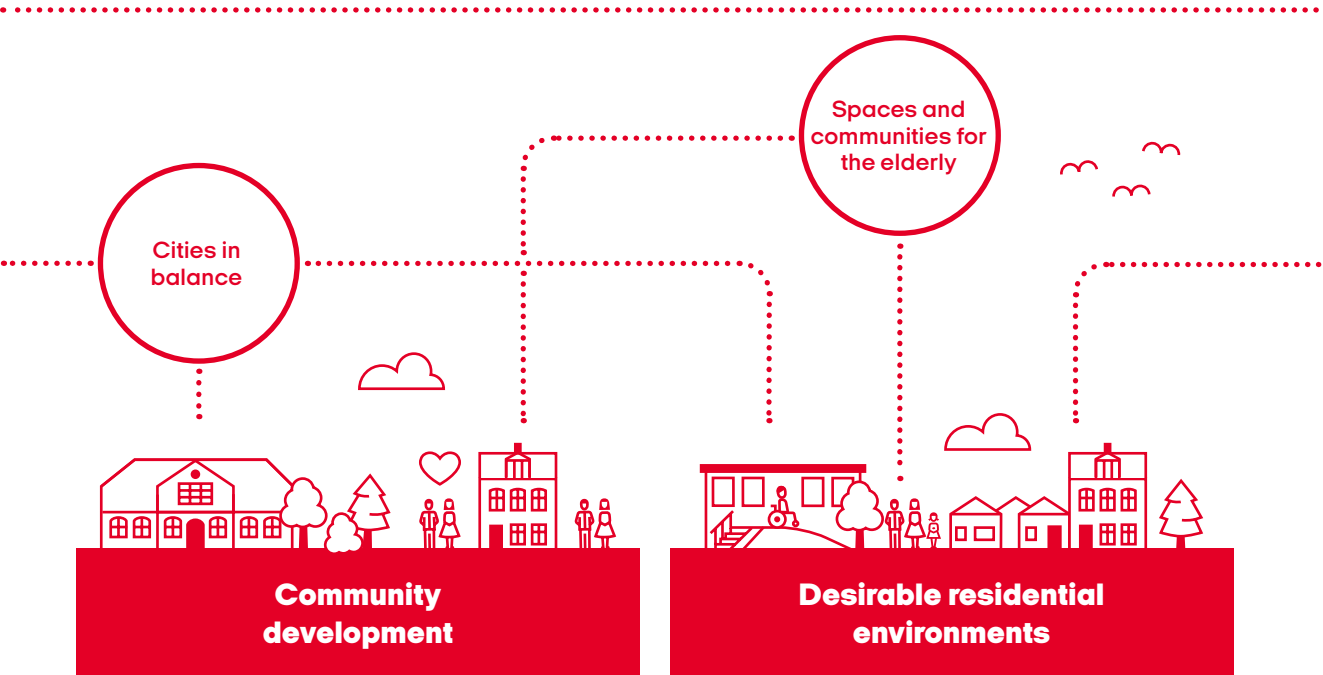 Spaces and
communities for
the elderly
Cities in
balance
Community
development
Desirable residential
environments